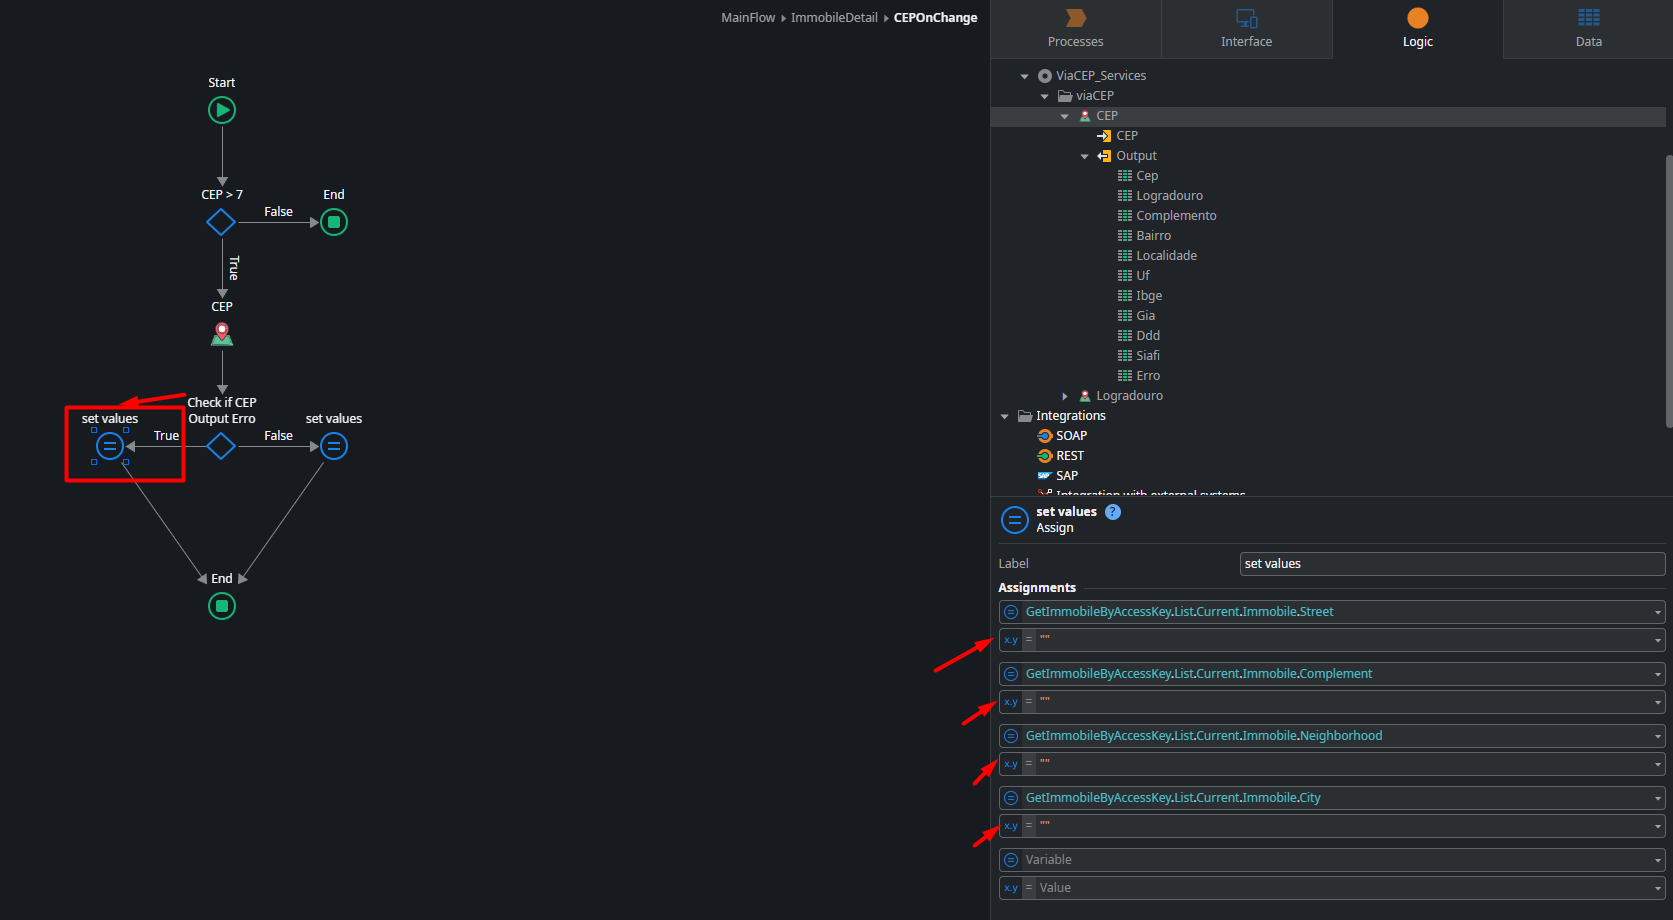 MainFlow ▸ ImmobileDetail ▸ CEPOnChange
Start
CEP > 7
False
End
True
CEP
Check if CEP
Output Erro
set values
True
False
set values
End
Processes
Interface
Logic
Data
ViaCEP_Services
viaCEP
CEP
CEP
Output
Cep
Logradouro
Complemento
Bairro
Localidade
Uf
Ibge
Gia
Ddd
Siafi
Erro
Logradouro
Integrations
SOAP
REST
SAP
Integration with external systems
set values ?
Assign
Label
set values
Assignments
GetImmobileByAccessKey.List.Current.Immobile.Street
x.y = ""
GetImmobileByAccessKey.List.Current.Immobile.Complement
x.y = ""
GetImmobileByAccessKey.List.Current.Immobile.Neighborhood
x.y = ""
GetImmobileByAccessKey.List.Current.Immobile.City
x.y = ""
Variable
x.y = Value